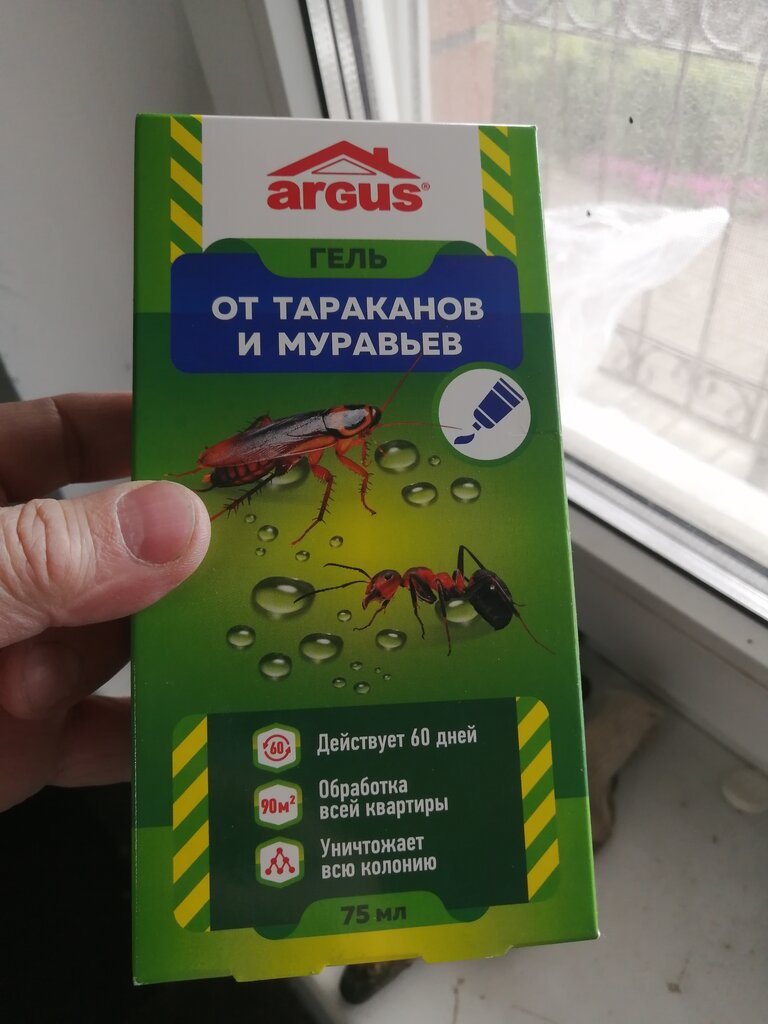 argus®
ГЕЛЬ
ОТ ТАРАКАНОВ
И МУРАВЬЕВ
60
Действует 60 дней
90м²
Обработка
всей квартиры
Уничтожает
всю колонию
75 мл